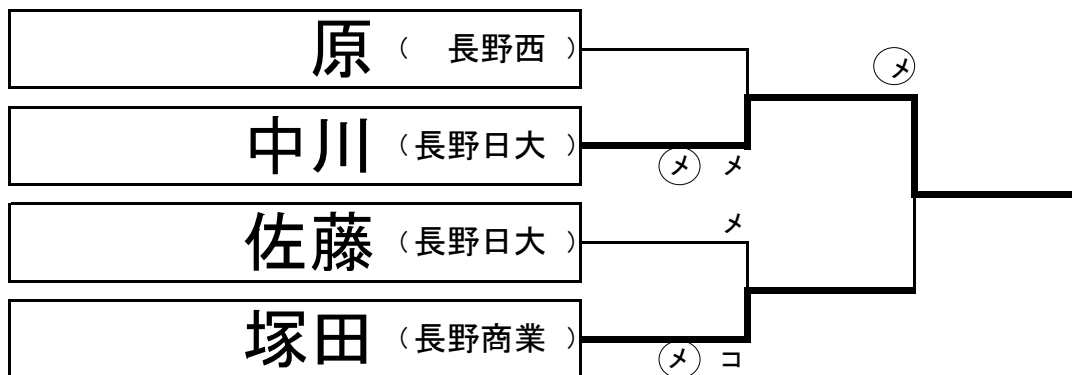 原 （ 長野西 ）
メ
中川 （長野日大 ）
メ メ
メ
佐藤 （長野日大 ）
塚田 （長野商業 ）
メ コ